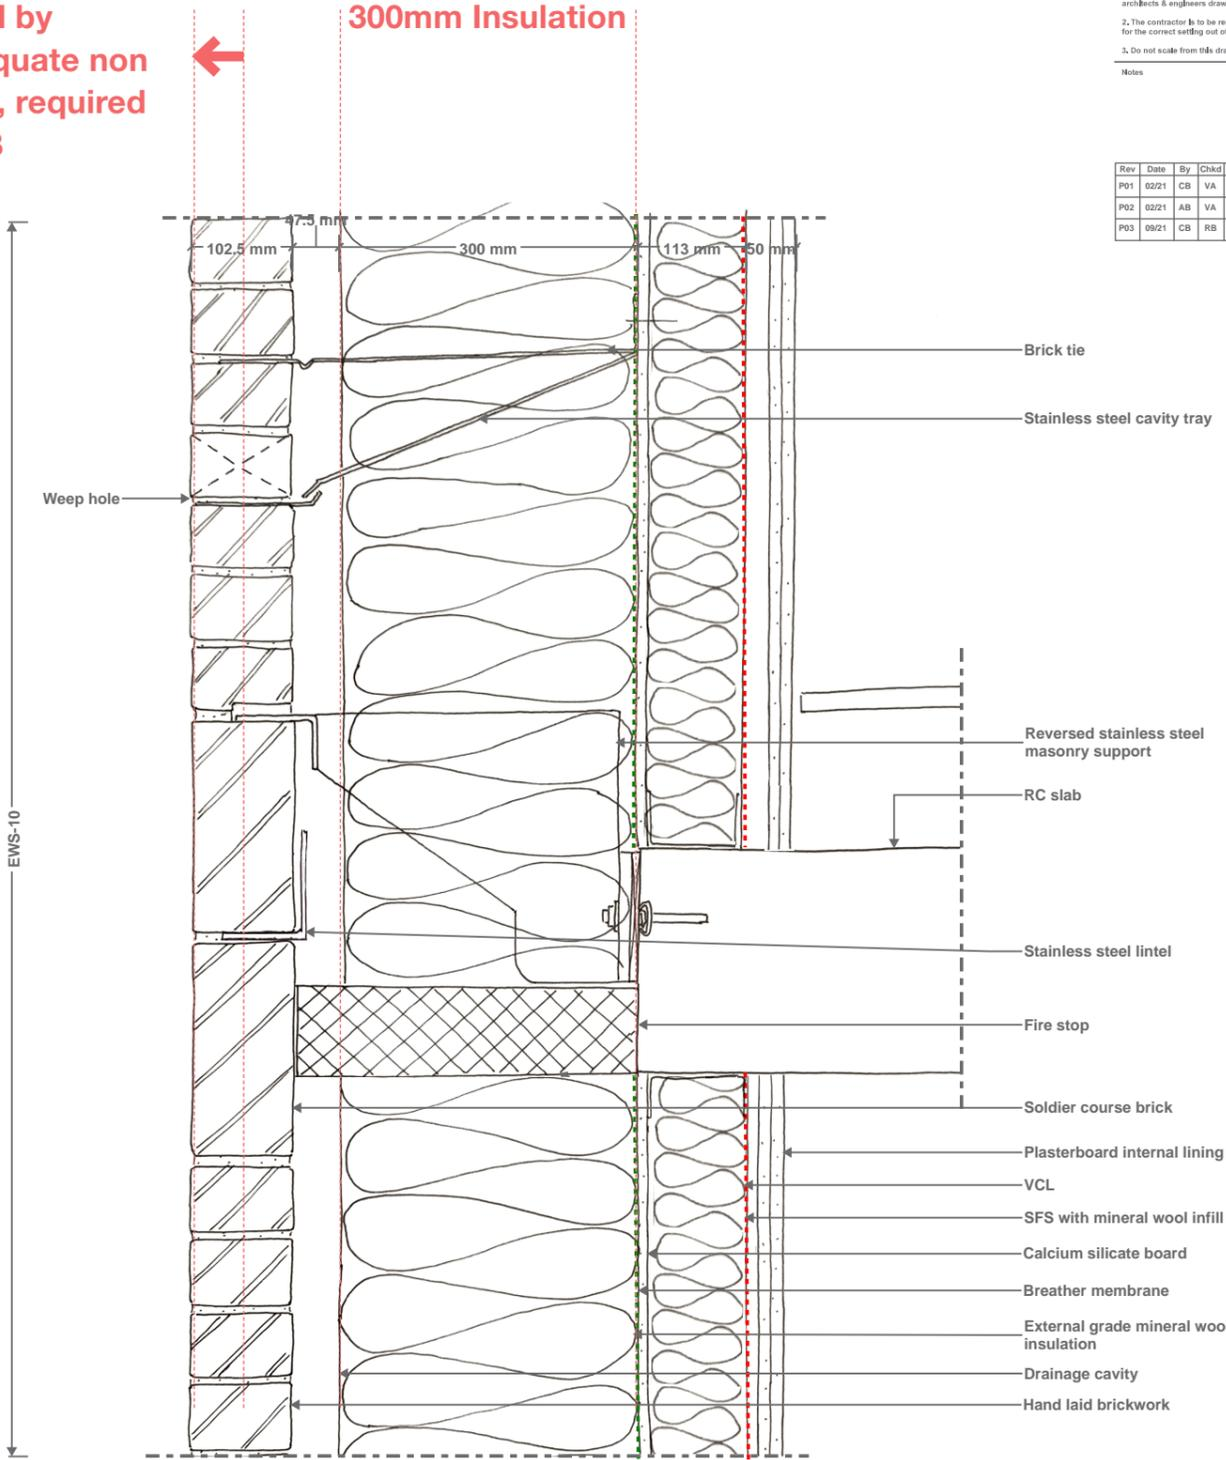 d by
quate non
, required
300mm Insulation
architects & engineers draw
2. The contractor is to be re
for the correct setting out o
3. Do not scale from this dra
Notes
Rev Date By Chkd
P01 02/21 CB VA
P02 02/21 AB VA
P03 09/21 CB RB
47.5 mm
102.5 mm 300 mm 113 mm 50 mm
Brick tie
Stainless steel cavity tray
Weep hole
Reversed stainless steel
masonry support
RC slab
EWS-10
Stainless steel lintel
Fire stop
Soldier course brick
Plasterboard internal lining
VCL
SFS with mineral wool infill
Calcium silicate board
Breather membrane
External grade mineral woo
insulation
Drainage cavity
Hand laid brickwork